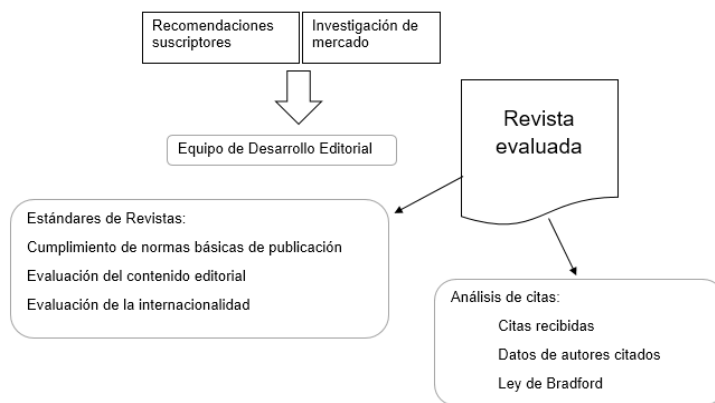 Recomendaciones
suscriptores
Investigación de
mercado
Equipo de Desarrollo Editorial
Revista
evaluada
Estándares de Revistas:
Cumplimiento de normas básicas de publicación
Evaluación del contenido editorial
Evaluación de la internacionalidad
Análisis de citas:
Citas recibidas
Datos de autores citados
Ley de Bradford